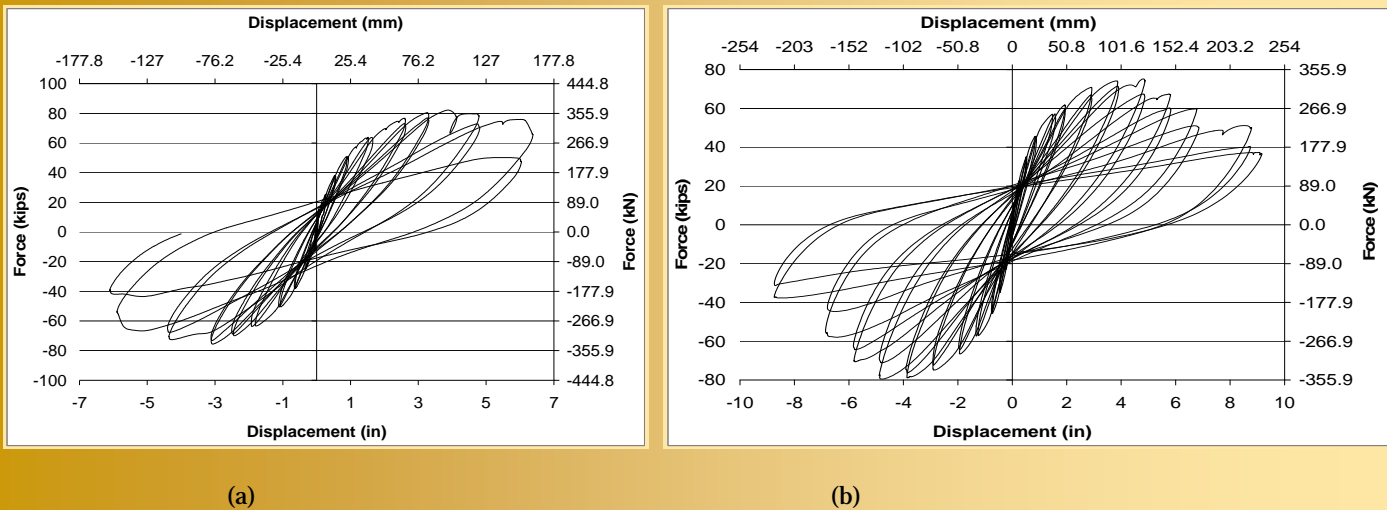 Displacement (mm)
-177.8 -127 -76.2 -25.4 25.4 76.2 127 177.8
100 444.8
80 355.9
60 266.9
40 177.9
20 89.0
0 0.0
-20 -89.0
-40 -177.9
-60 -266.9
-80 -355.9
-100 -444.8
Force (kips)
Force (kN)
-7 -5 -3 -1 1 3 5 7
Displacement (in)
(a)
Displacement (mm)
-254 -203 -152 -102 -50.8 0 50.8 101.6 152.4 203.2 254
80 355.9
60 266.9
40 177.9
20 89.0
0 0.0
-20 -89.0
-40 -177.9
-60 -266.9
-80 -355.9
Force (kips)
Force (kN)
-10 -8 -6 -4 -2 0 2 4 6 8 10
Displacement (in)
(b)